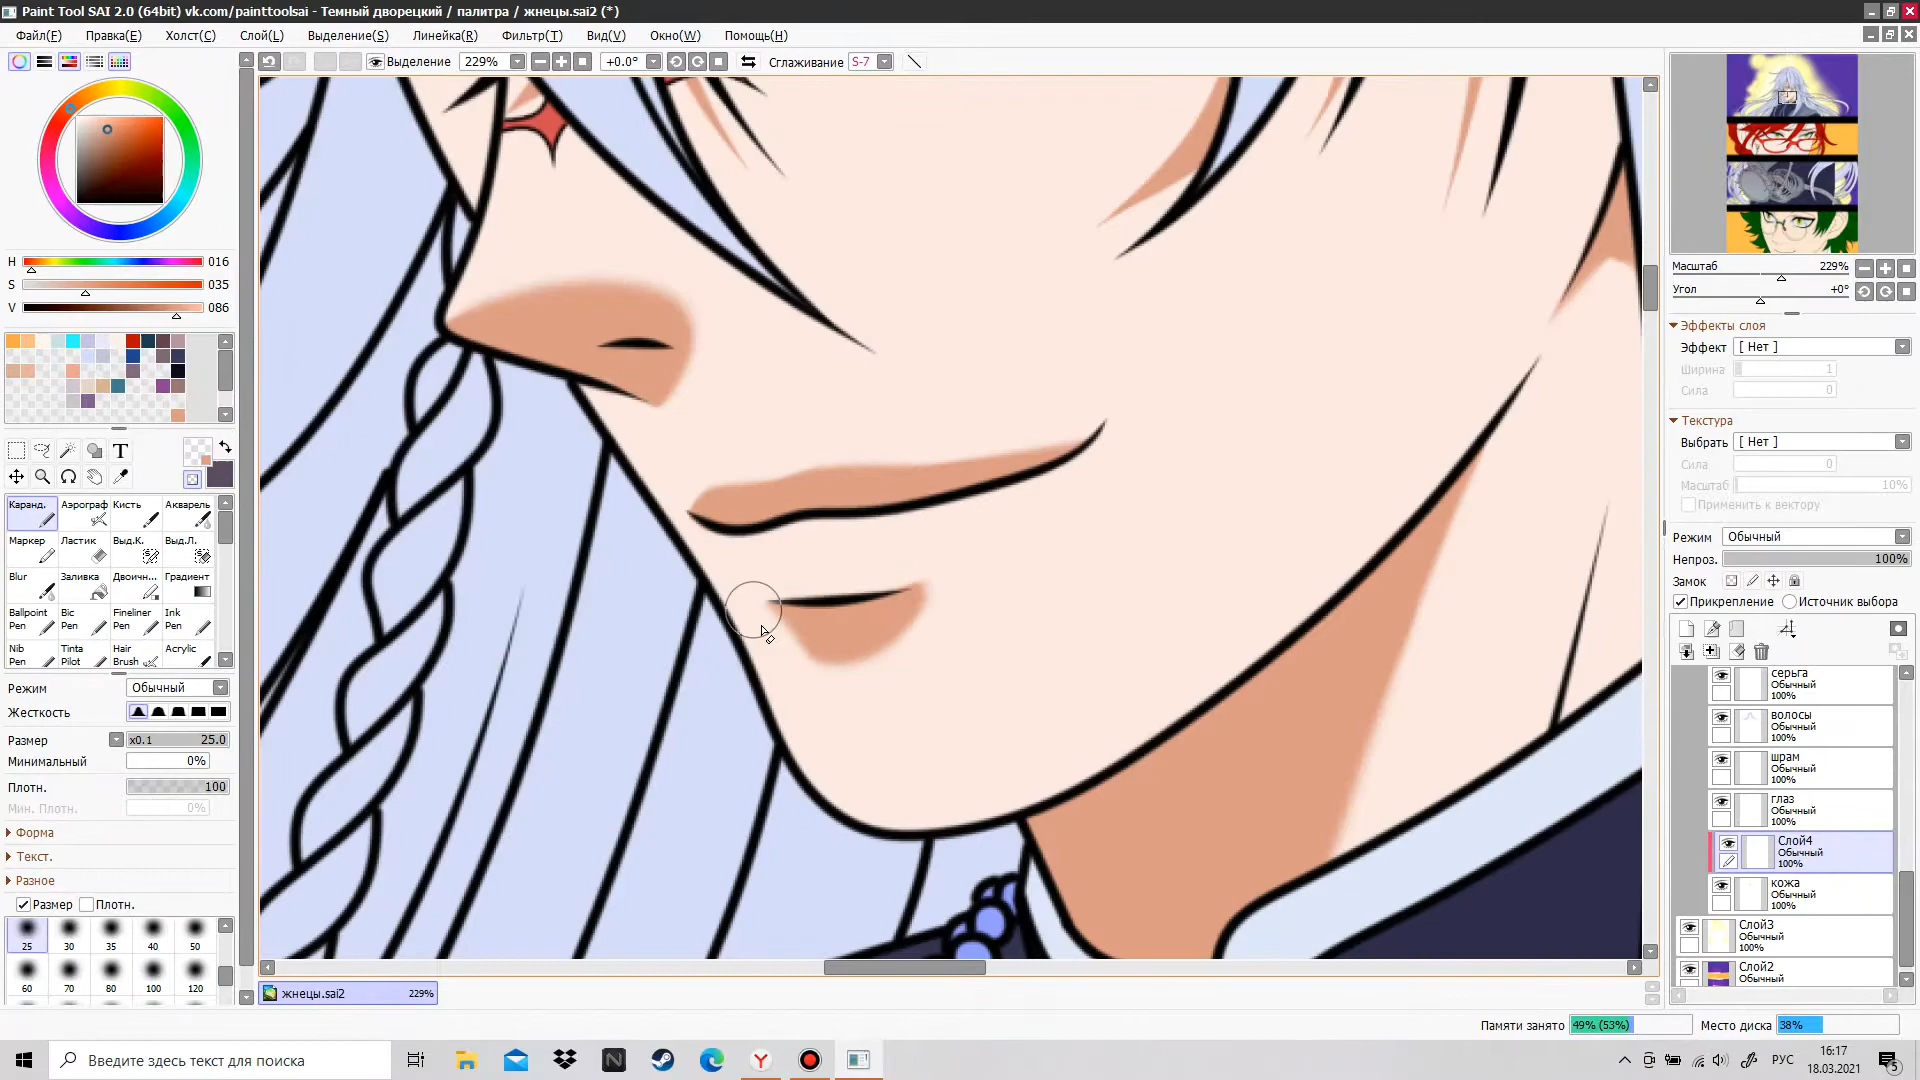 Paint Tool SAI 2.0 (64bit) vk.com/painttoolsai - Темный дворецкий / палитра / жнецы.sai2 (*)
Файл(F) Правка(E) Холст(C) Слой(L) Выделение(S) Линейка(R) Фильтр(T) Вид(V) Окно(W) Помощь(H)
Выделение 229% +0.0° Сглаживание S-7
H 016
S 035
V 086
T
Каранд. Аэрограф Кисть Акварель
Маркер Ластик Выд.К. Выд.Л.
Blur Заливка Двоичн... Градиент
Ballpoint Pen Bic Pen Fineliner Pen Ink Pen
Nib Pen Tinta Pilot Hair Brush Acrylic
Режим Обычный
Жесткость
Размер x0.1 25.0
Минимальный 0%
Плотн. 100
Мин. Плотн. 0%
Форма
Текст.
Разное
Размер Плотн.
25 30 35 40 50
60 70 80 100 120
жнецы.sai2 229%
Масштаб 229%
Угол +0°
Эффекты слоя
Эффект [ Нет ]
Ширина 1
Сила 0
Текстура
Выбрать [ Нет ]
Сила 0
Масштаб 10%
Применить к вектору
Режим Обычный
Непроз. 100%
Замок
Прикрепление Источник выбора
серьга
Обычный
100%
волосы
Обычный
100%
шрам
Обычный
100%
глаз
Обычный
100%
Слой4
Обычный
100%
кожа
Обычный
100%
Слой3
Обычный
100%
Слой2
Обычный
Памяти занято 49% (53%) Место диска 38%
Введите здесь текст для поиска
N
Y
РУС
16:17
18.03.2021
5